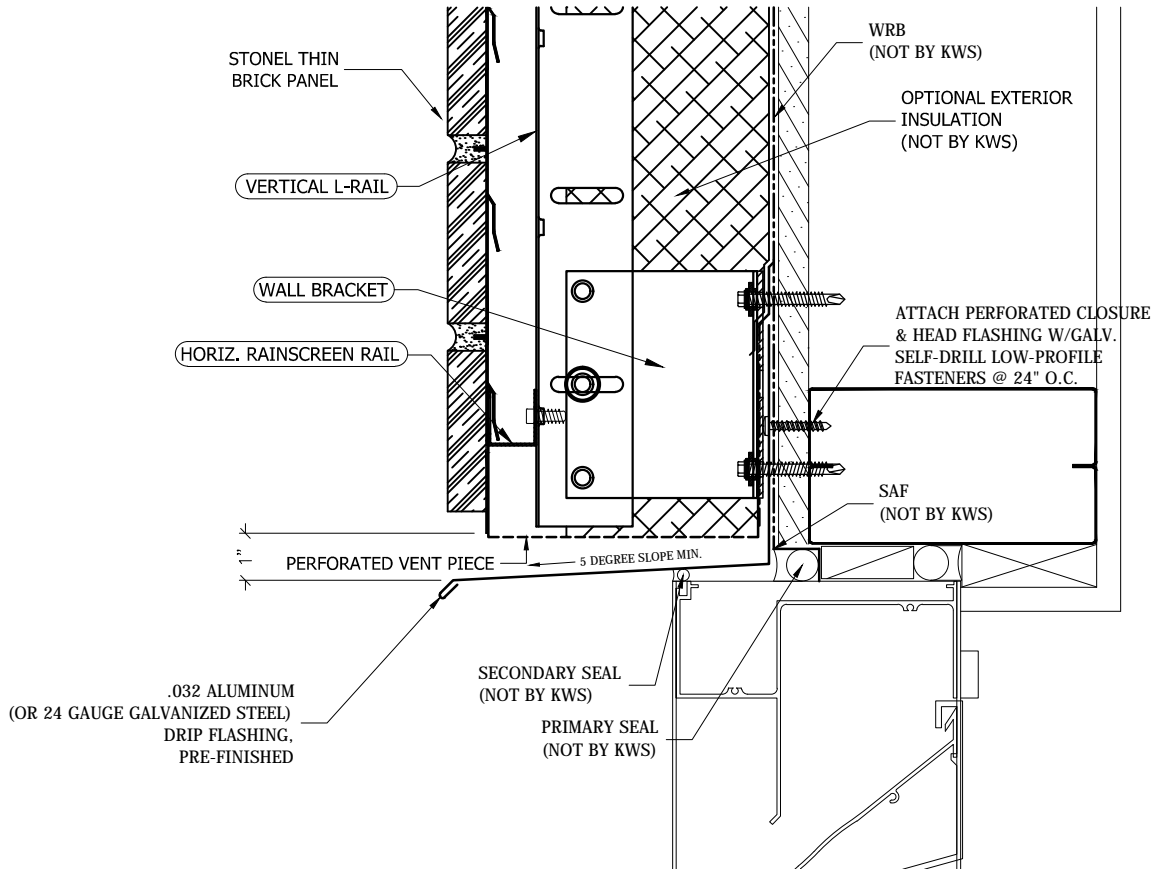 STONEL THIN
BRICK PANEL
WRB
(NOT BY KWS)
OPTIONAL EXTERIOR
INSULATION
(NOT BY KWS)
VERTICAL L-RAIL
WALL BRACKET
HORIZ. RAINSCREEN RAIL
ATTACH PERFORATED CLOSURE
& HEAD FLASHING W/GALV.
SELF-DRILL LOW-PROFILE
FASTENERS @ 24" O.C.
SAF
(NOT BY KWS)
1"
PERFORATED VENT PIECE
5 DEGREE SLOPE MIN.
SECONDARY SEAL
(NOT BY KWS)
PRIMARY SEAL
(NOT BY KWS)
.032 ALUMINUM
(OR 24 GAUGE GALVANIZED STEEL)
DRIP FLASHING,
PRE-FINISHED